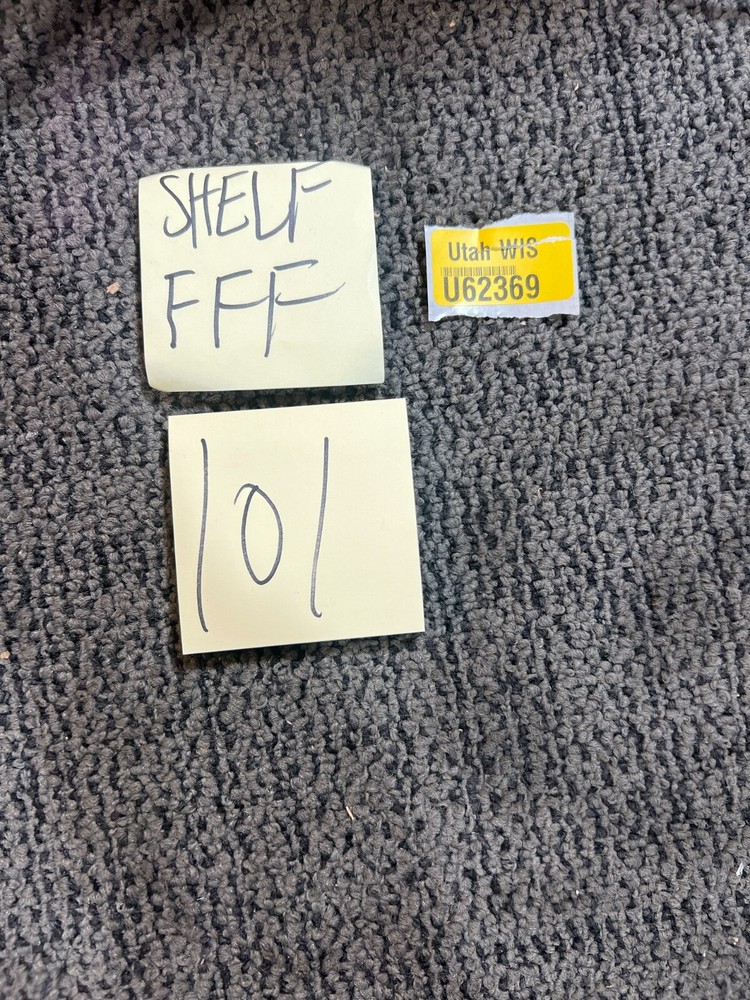 SHELF
FFF
101
Utah WIS
U62369